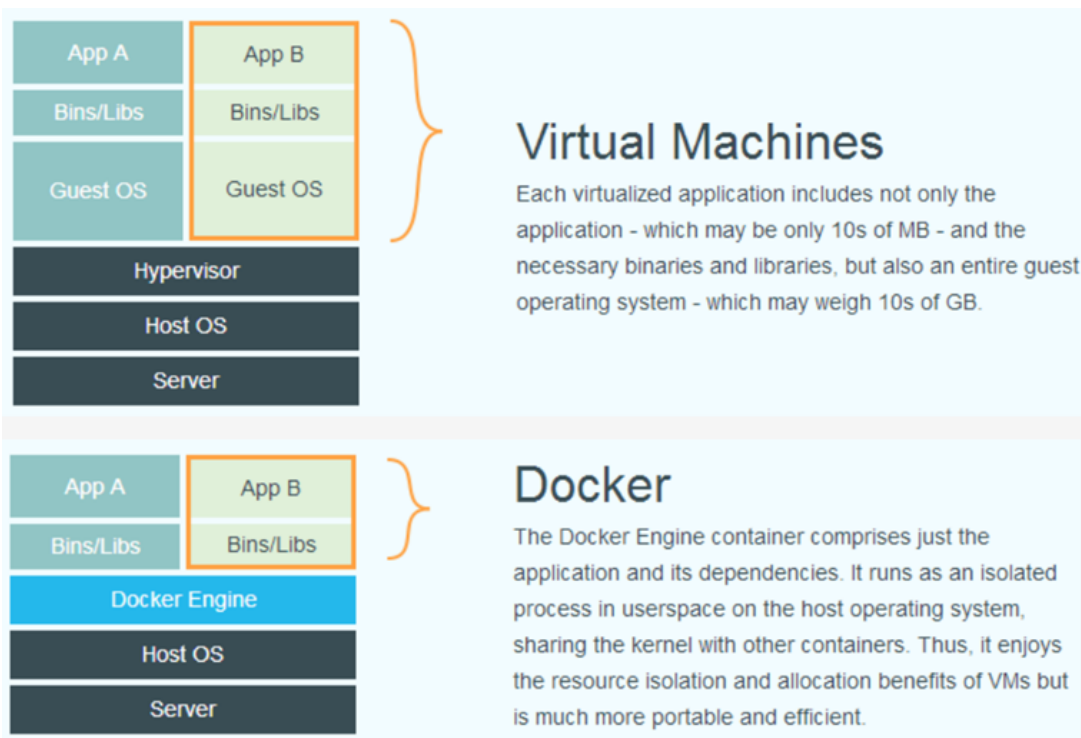 App A
App B
Bins/Libs
Bins/Libs
Guest OS
Guest OS
Hypervisor
Host OS
Server
Virtual Machines
Each virtualized application includes not only the
application - which may be only 10s of MB - and the
necessary binaries and libraries, but also an entire guest
operating system - which may weigh 10s of GB.
App A
App B
Bins/Libs
Bins/Libs
Docker Engine
Host OS
Server
Docker
The Docker Engine container comprises just the
application and its dependencies. It runs as an isolated
process in userspace on the host operating system,
sharing the kernel with other containers. Thus, it enjoys
the resource isolation and allocation benefits of VMs but
is much more portable and efficient.